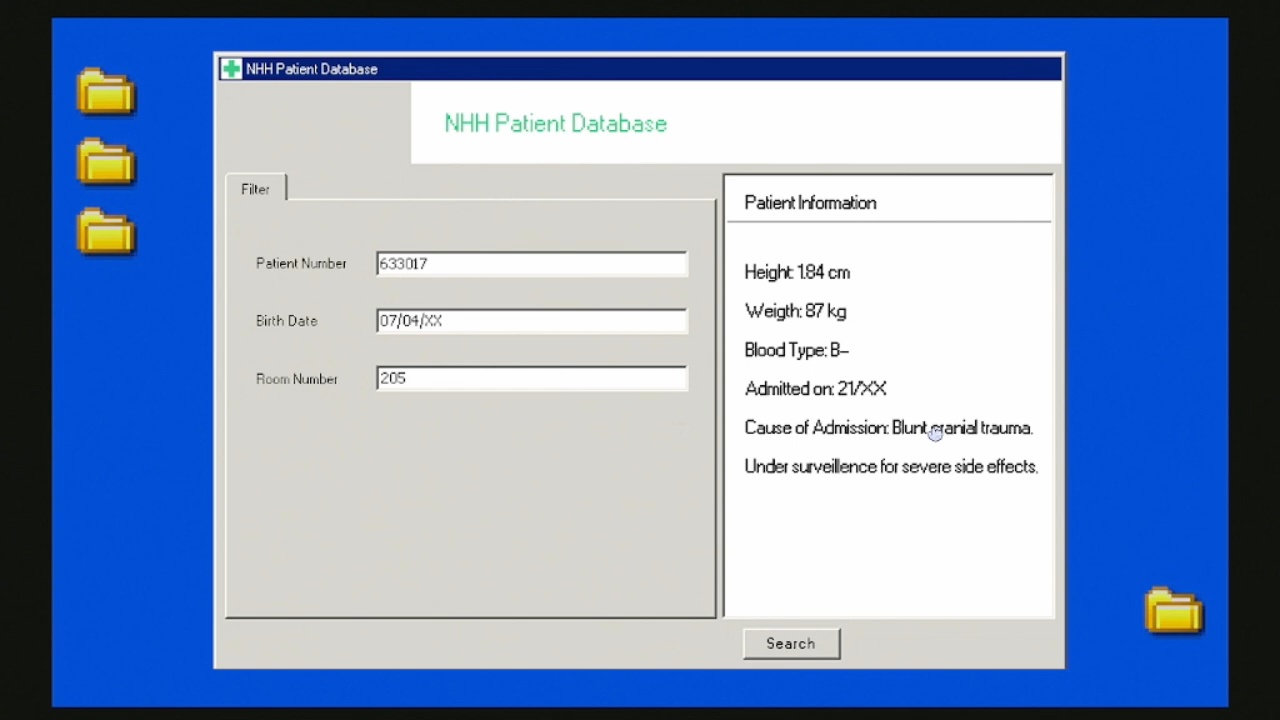 NHH Patient Database
NHH Patient Database
Filter
Patient Number 633017
Birth Date 07/04/XX
Room Number 205
Patient Information
Height: 1.84 cm
Weigth: 87 kg
Blood Type: B-
Admitted on: 21/XX
Cause of Admission: Blunt cranial trauma.
Under surveillence for severe side effects.
Search